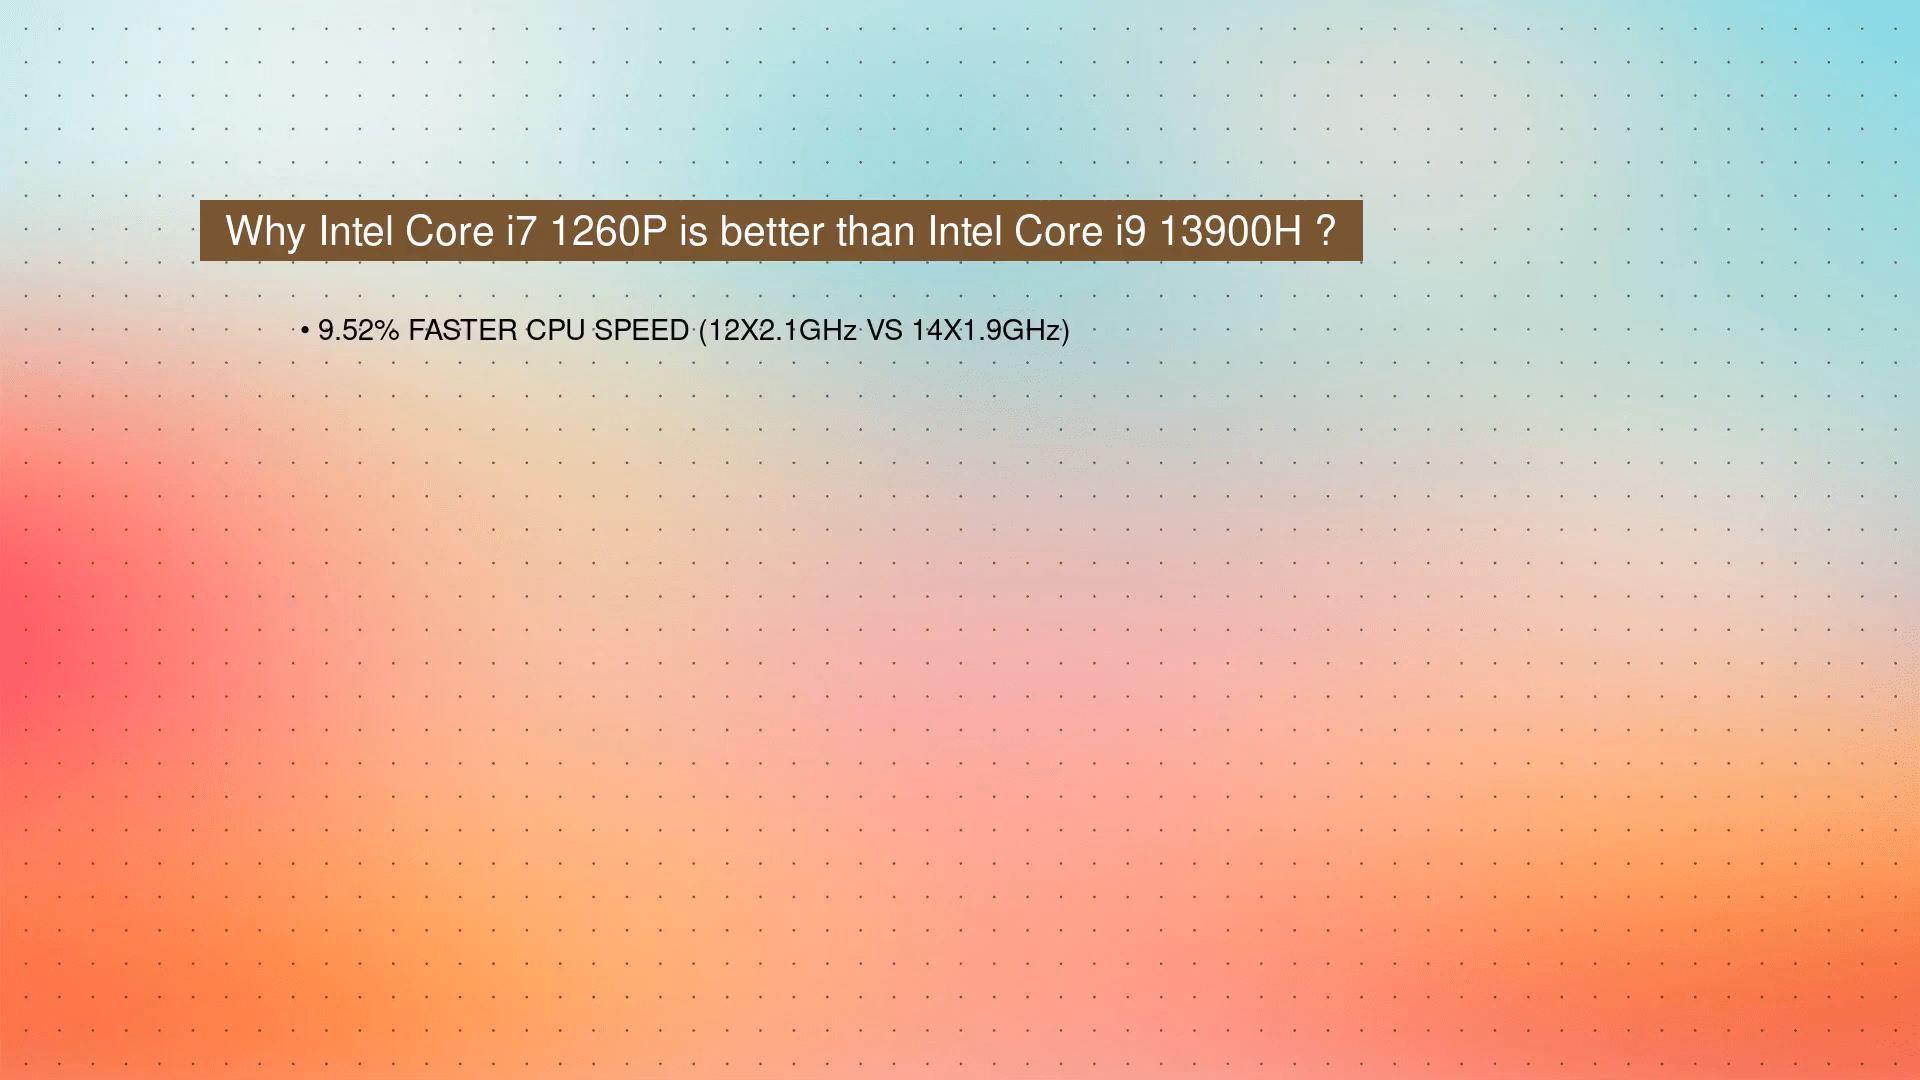 Why Intel Core i7 1260P is better than Intel Core i9 13900H ?
• 9.52% FASTER CPU SPEED (12X2.1GHz VS 14X1.9GHz)